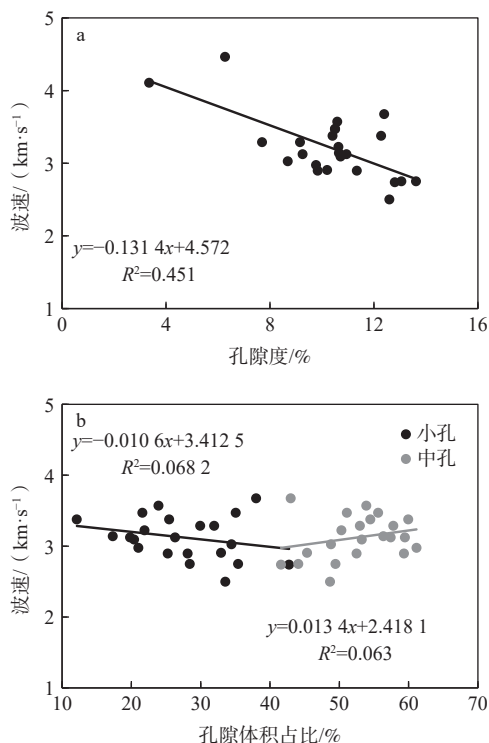 5
a
4
波速/(km·s⁻¹)
3
2
y=−0.131 4x+4.572
R²=0.451
1
0 4 8 12 16
孔隙度/%
5
b
y=−0.010 6x+3.412 5
小孔
R²=0.068 2
中孔
4
波速/(km·s⁻¹)
3
2
y=0.013 4x+2.418 1
R²=0.063
1
10 20 30 40 50 60 70
孔隙体积占比/%